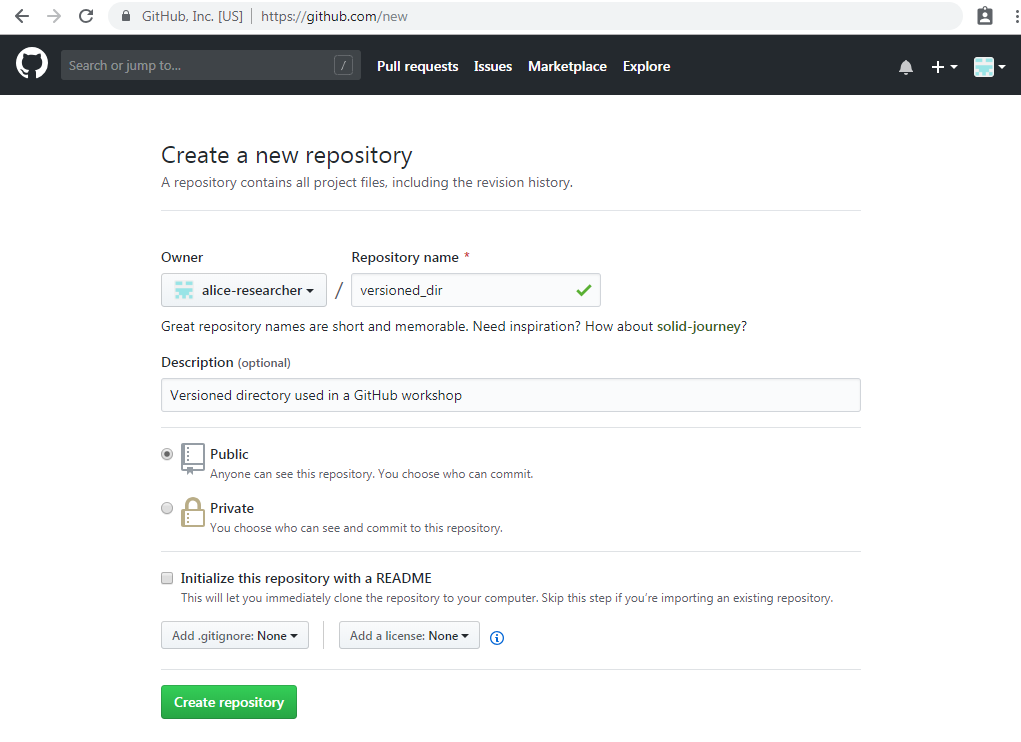 GitHub, Inc. [US] | https://github.com/new
Search or jump to... /
Pull requests Issues Marketplace Explore
Create a new repository
A repository contains all project files, including the revision history.
Owner Repository name *
alice-researcher / versioned_dir
Great repository names are short and memorable. Need inspiration? How about solid-journey?
Description (optional)
Versioned directory used in a GitHub workshop
Public
Anyone can see this repository. You choose who can commit.
Private
You choose who can see and commit to this repository.
Initialize this repository with a README
This will let you immediately clone the repository to your computer. Skip this step if you’re importing an existing repository.
Add .gitignore: None Add a license: None
Create repository